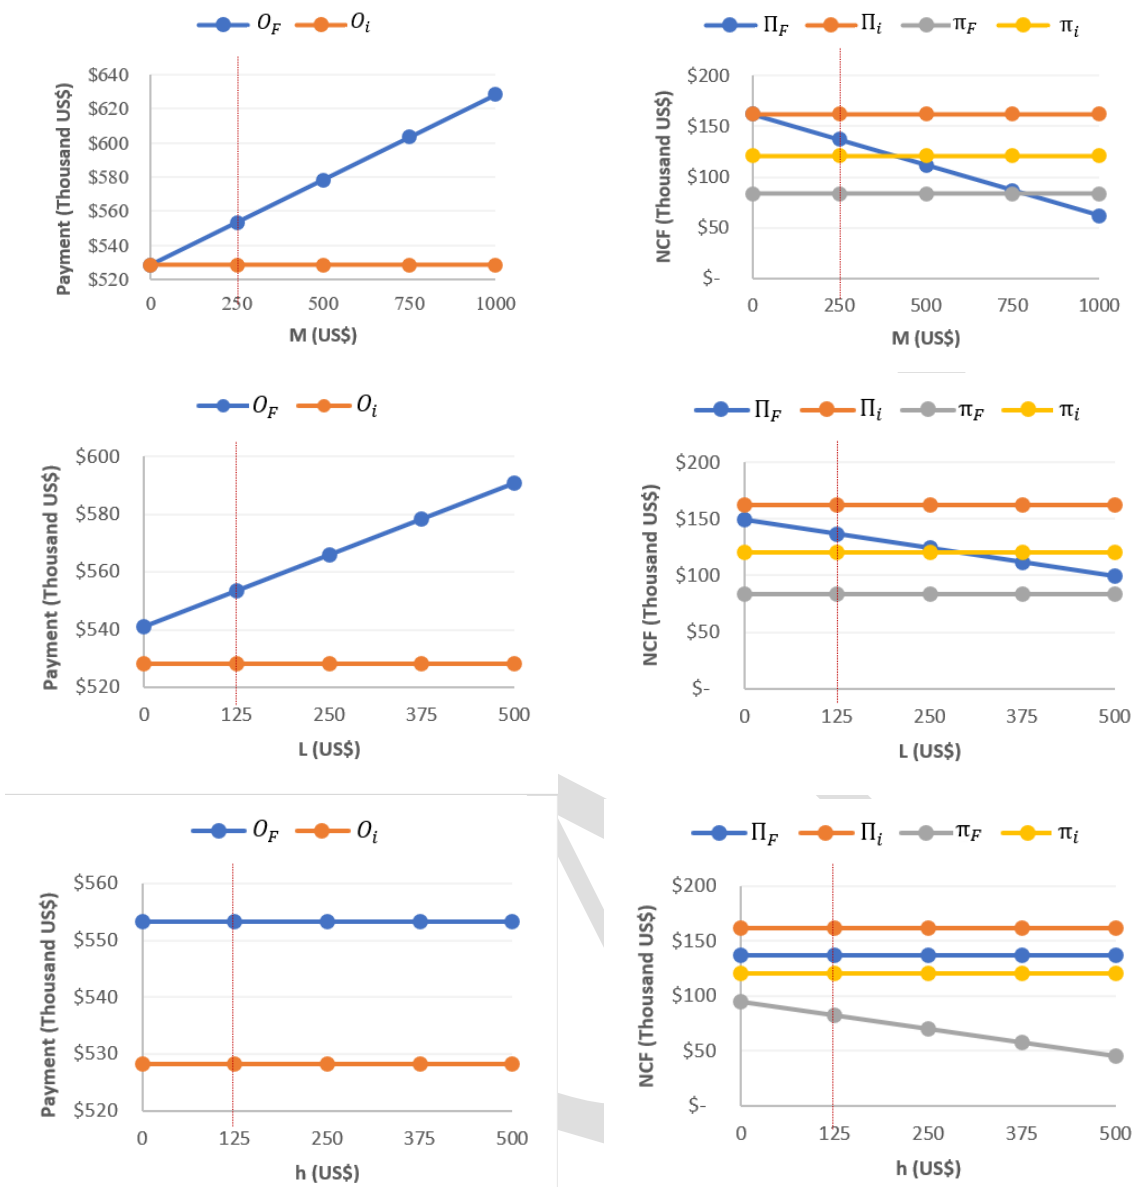 O_F O_i
Payment (Thousand US$)
$640
$620
$600
$580
$560
$540
$520
0 250 500 750 1000
M (US$)
Π_F Π_i π_F π_i
NCF (Thousand US$)
$200
$150
$100
$50
$-
0 250 500 750 1000
M (US$)
O_F O_i
Payment (Thousand US$)
$600
$580
$560
$540
$520
0 125 250 375 500
L (US$)
Π_F Π_i π_F π_i
NCF (Thousand US$)
$200
$150
$100
$50
$-
0 125 250 375 500
L (US$)
O_F O_i
Payment (Thousand US$)
$560
$550
$540
$530
$520
0 125 250 375 500
h (US$)
Π_F Π_i π_F π_i
NCF (Thousand US$)
$200
$150
$100
$50
$-
0 125 250 375 500
h (US$)